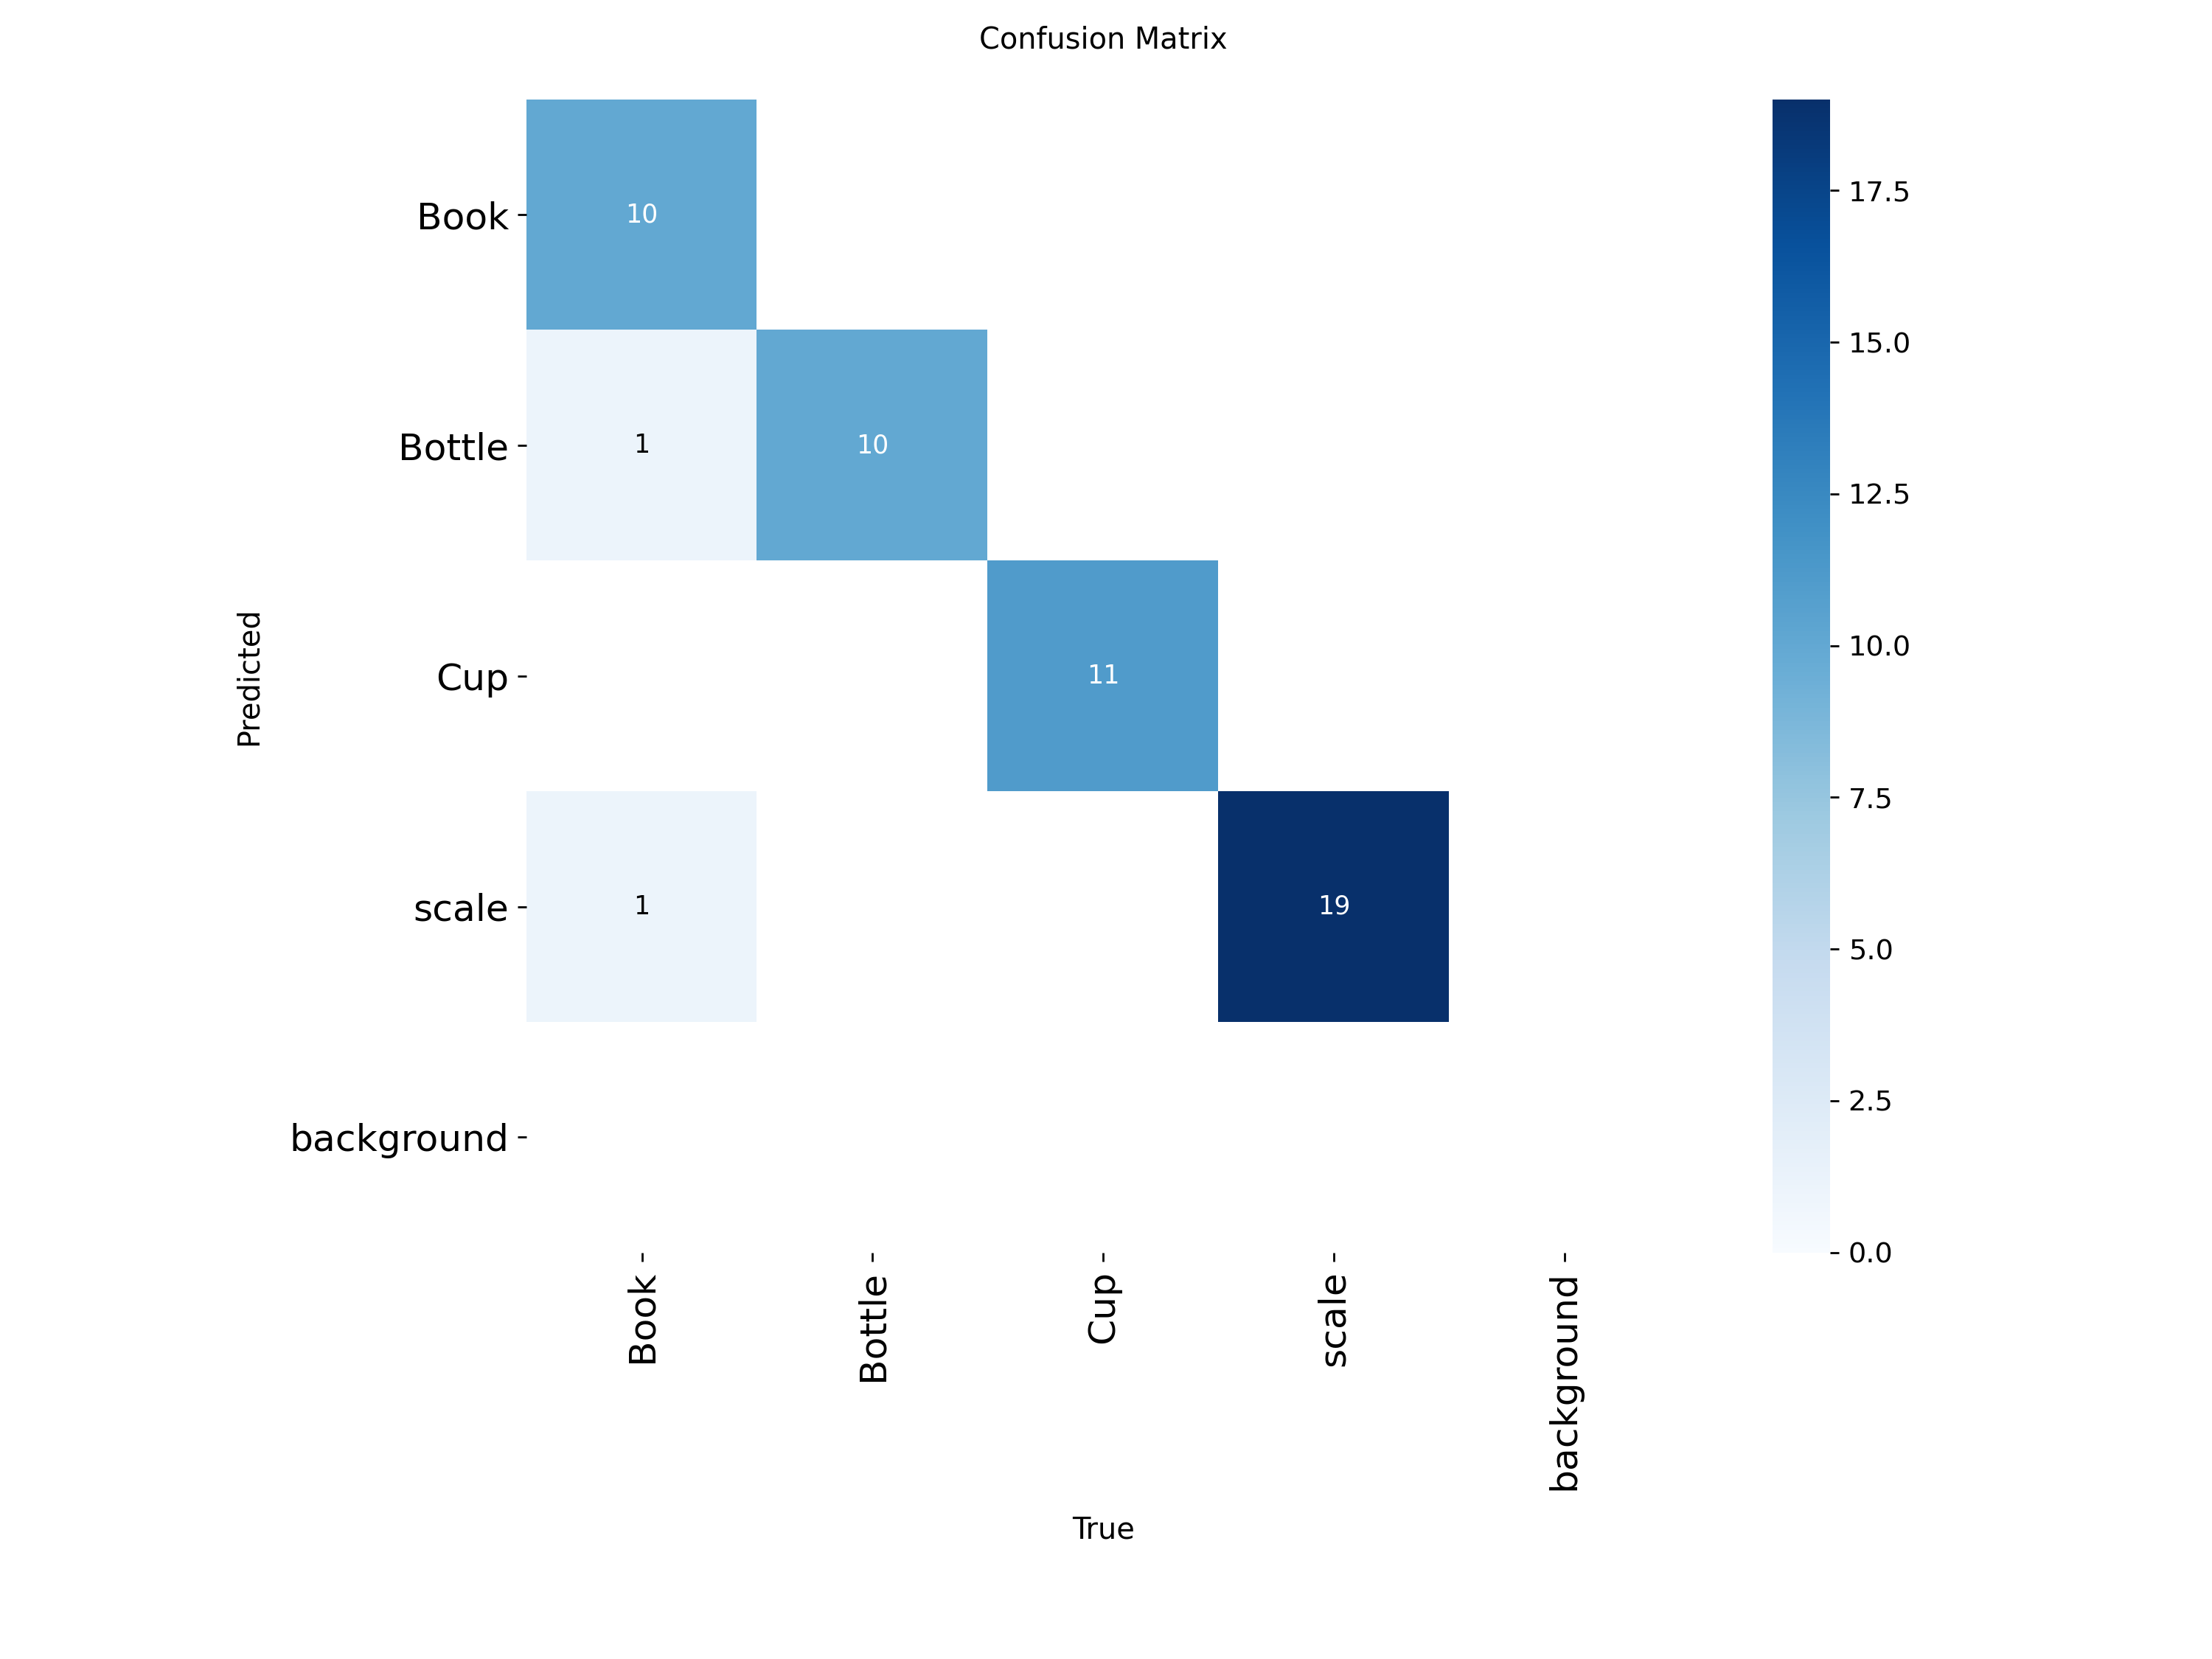 Confusion Matrix
Book
10
Bottle
1
10
Cup
11
scale
1
19
background
Predicted
Book
Bottle
Cup
scale
background
True
17.5
15.0
12.5
10.0
7.5
5.0
2.5
0.0